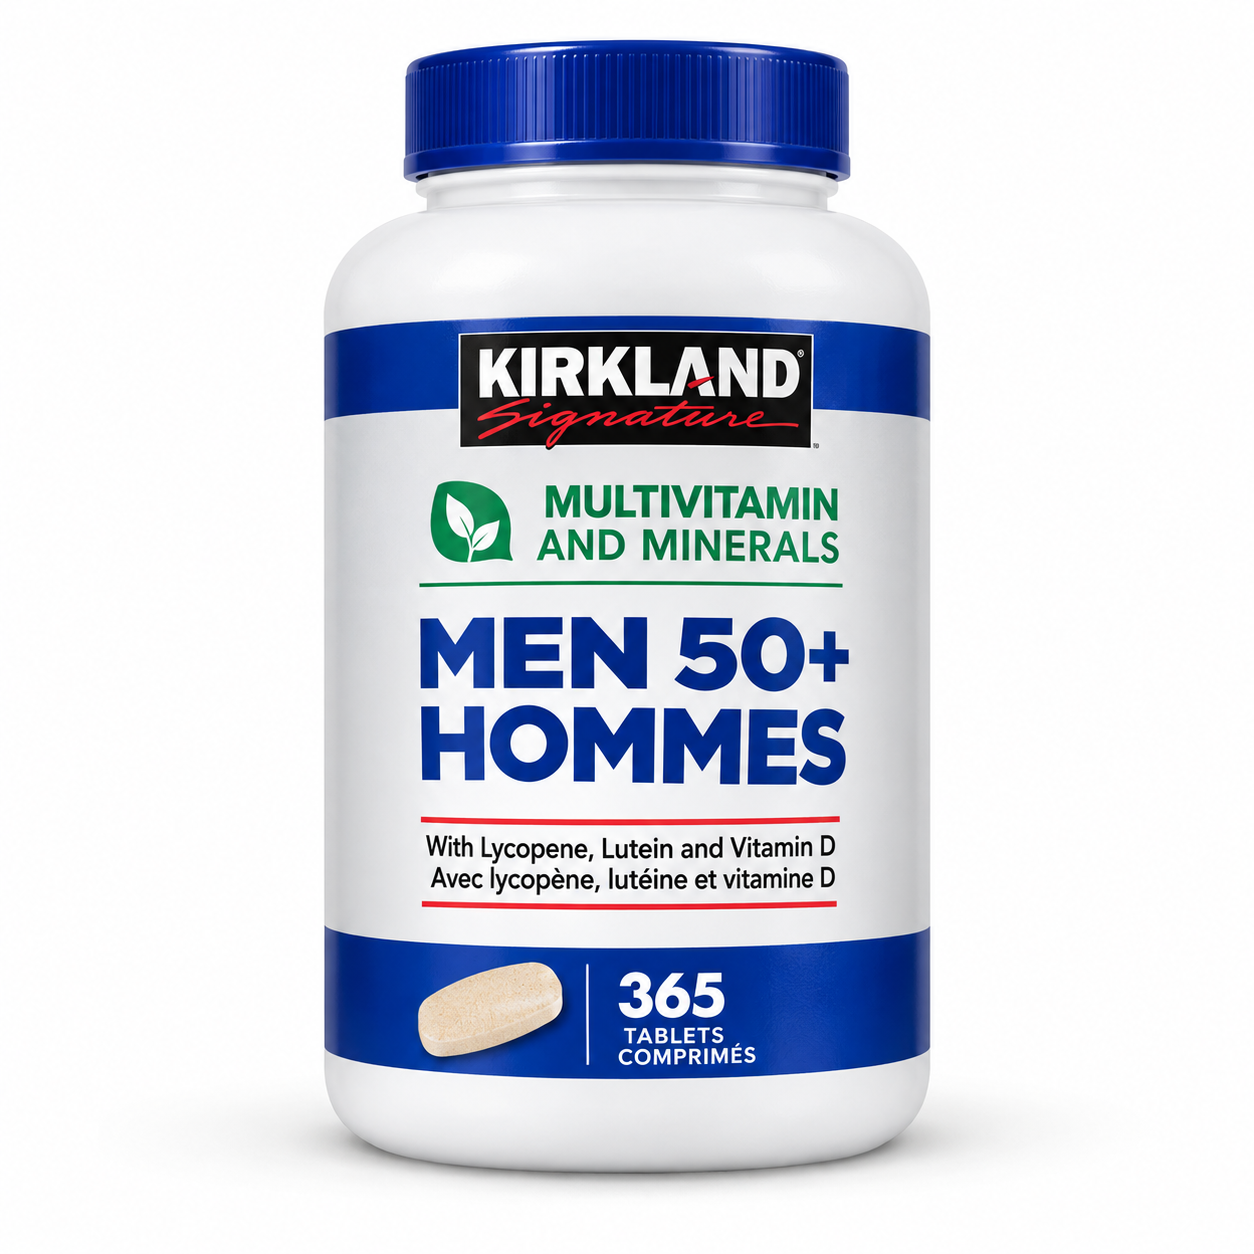 KIRKLAND®
Signature
MULTIVITAMIN
AND MINERALS
MEN 50+
HOMMES
With Lycopene, Lutein and Vitamin D
Avec lycopène, lutéine et vitamine D
365
TABLETS
COMPRIMÉS